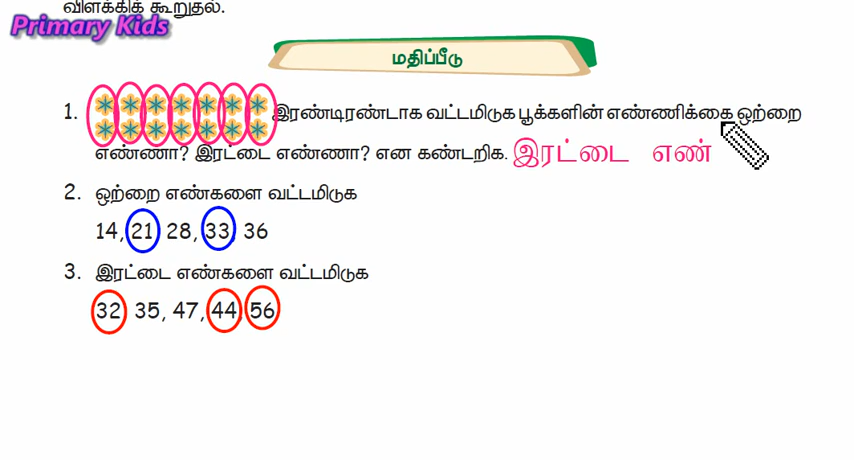 விளக்கிக் கூறுதல்.
Primary Kids
மதிப்பீடு
1. இரண்டிரண்டாக வட்டமிடுக பூக்களின் எண்ணிக்கை ஒற்றை
எண்ணா? இரட்டை எண்ணா? என கண்டறிக. இரட்டை எண்
2. ஒற்றை எண்களை வட்டமிடுக
14, 21 28, 33, 36
3. இரட்டை எண்களை வட்டமிடுக
32 35, 47, 44, 56